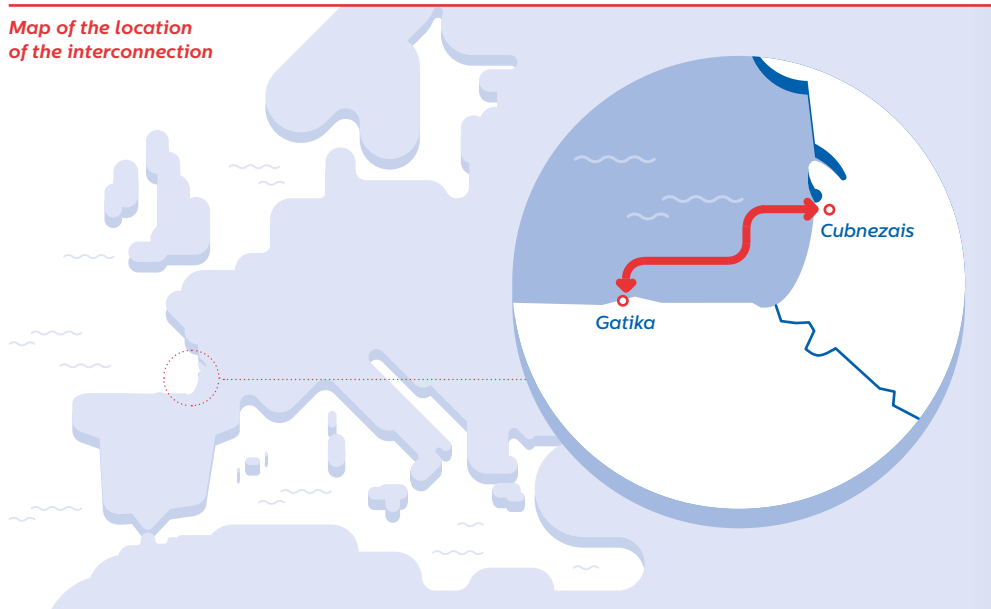 Map of the location
of the interconnection
Cubnezais
Gatika